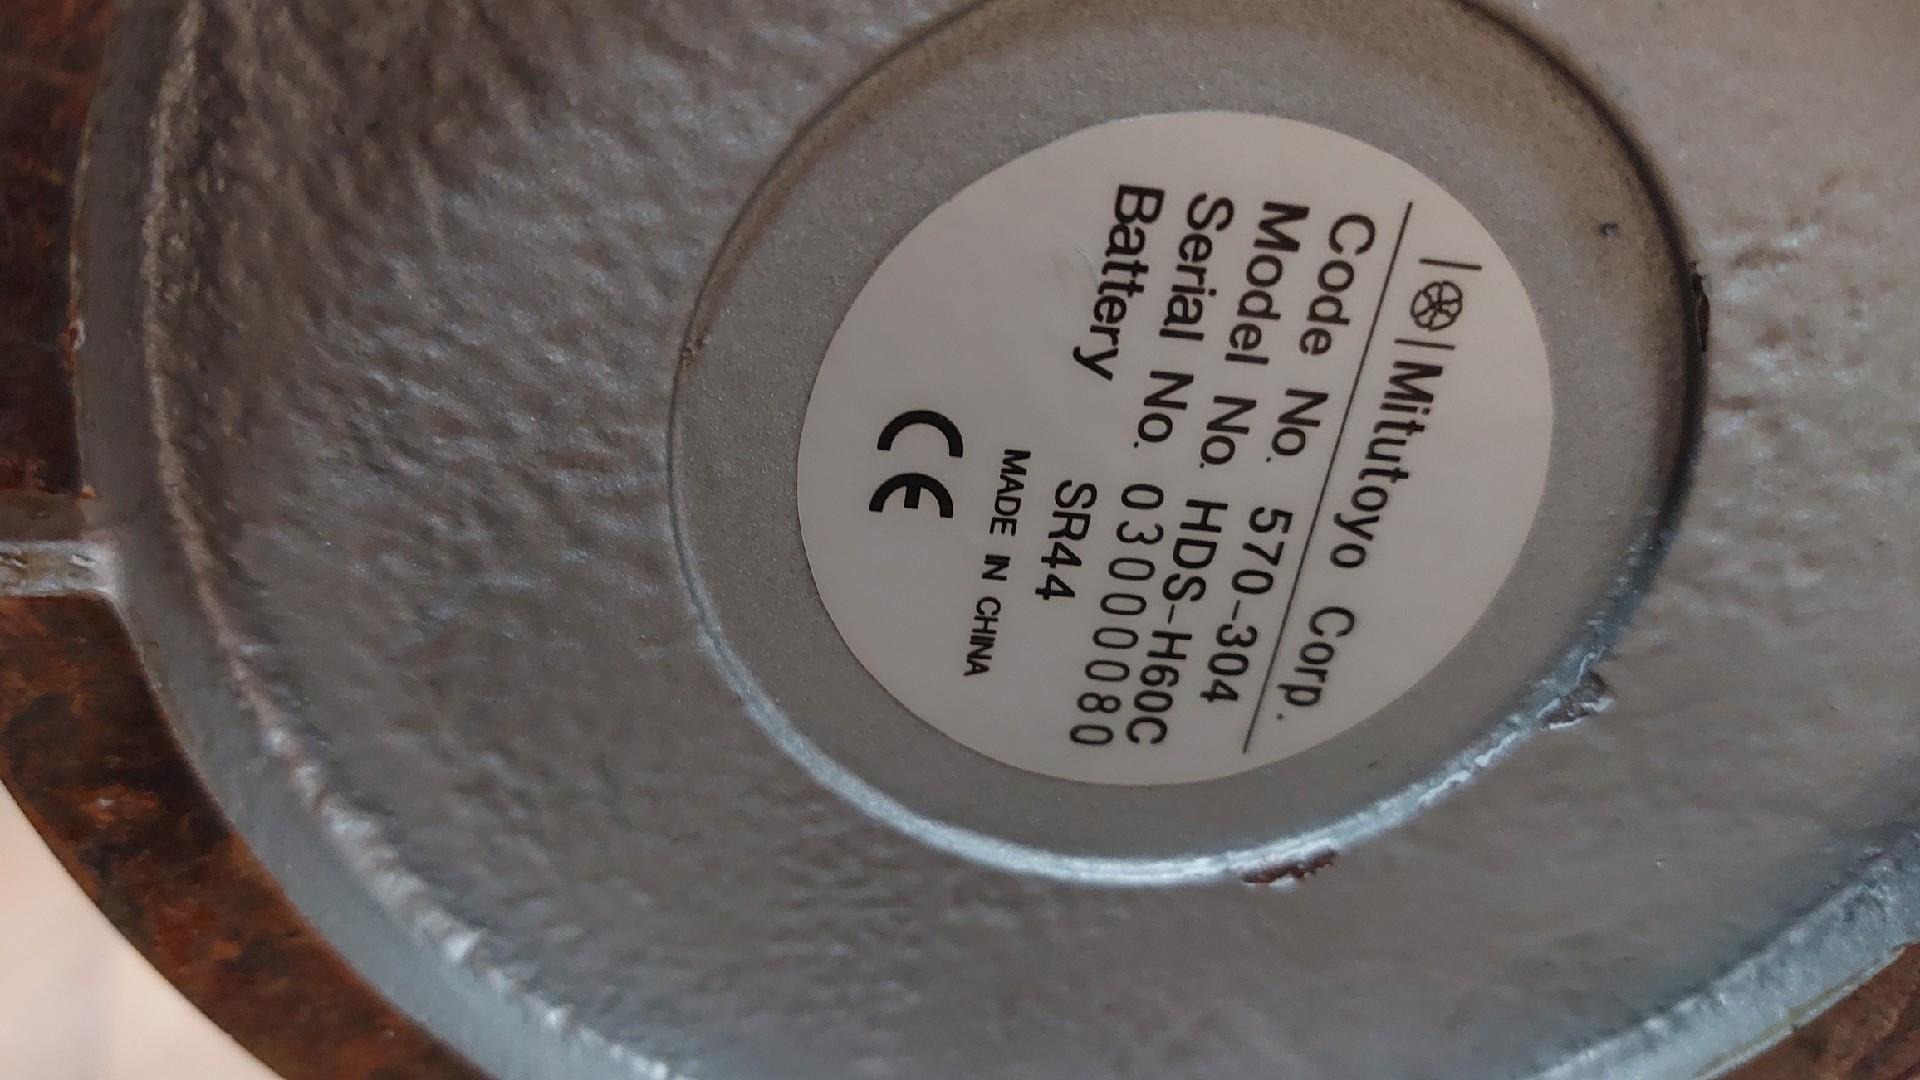 Mitutoyo Corp.
Code No. 570-304
Model No. HDS-H60C
Serial No. 03000080
Battery SR44
MADE IN CHINA
CE